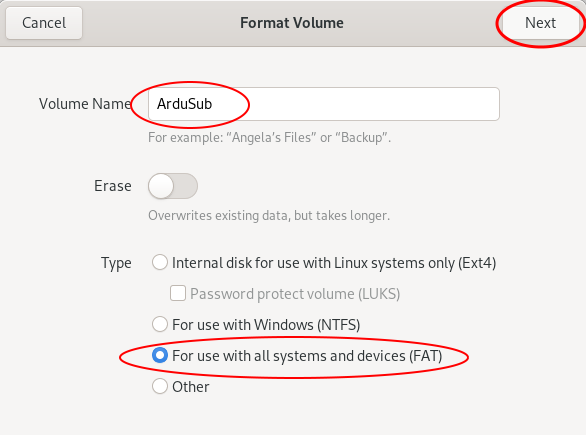 Cancel
Format Volume
Next
Volume Name
ArduSub
For example: “Angela’s Files” or “Backup”.
Erase
Overwrites existing data, but takes longer.
Type
Internal disk for use with Linux systems only (Ext4)
Password protect volume (LUKS)
For use with Windows (NTFS)
For use with all systems and devices (FAT)
Other